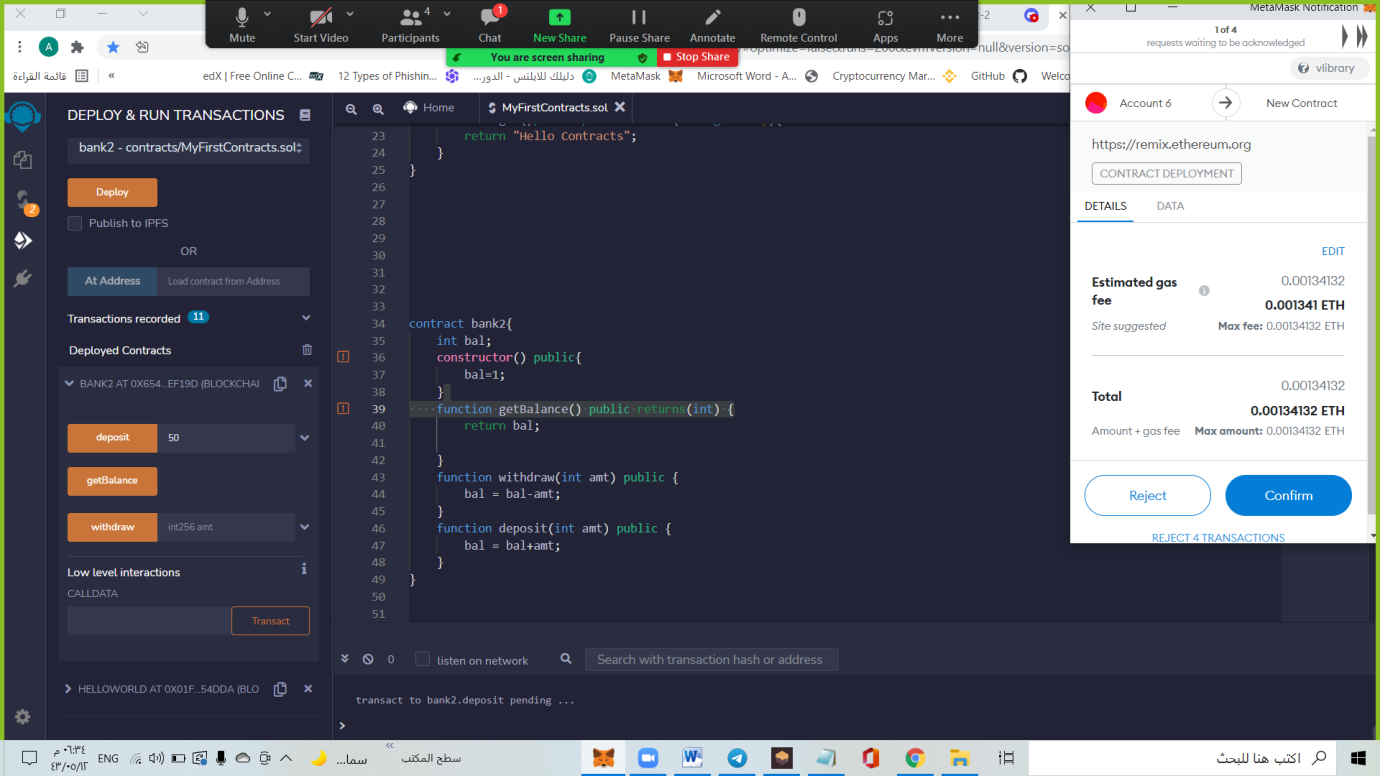 Mute
Start Video
Participants
4
Chat
1
New Share
Pause Share
Annotate
Remote Control
Apps
More
You are screen sharing
Stop Share
A
قائمة القراءة
«
edX | Free Online C...
12 Types of Phishin...
دليلك للايلتس - الدور...
MetaMask
Microsoft Word - A...
Cryptocurrency Mar...
GitHub
Welco
DEPLOY & RUN TRANSACTIONS
bank2 - contracts/MyFirstContracts.sol
Deploy
Publish to IPFS
OR
At Address
Load contract from Address
Transactions recorded 11
Deployed Contracts
BANK2 AT 0X654...EF19D (BLOCKCHAI
deposit
50
getBalance
withdraw
int256 amt
Low level interactions
CALLDATA
Transact
HELLOWORLD AT 0X01F...54DDA (BLO
2
Home
MyFirstContracts.sol
23 return "Hello Contracts";
24 }
25 }
26
27
28
29
30
31
32
33
34 contract bank2{
35 int bal;
36 constructor() public{
37 bal=1;
38 }
39 function getBalance() public returns(int) {
40 return bal;
41
42 }
43 function withdraw(int amt) public {
44 bal = bal-amt;
45 }
46 function deposit(int amt) public {
47 bal = bal+amt;
48 }
49 }
50
51
0
listen on network
Search with transaction hash or address
transact to bank2.deposit pending ...
>
MetaMask Notification
1 of 4
requests waiting to be acknowledged
vlibrary
Account 6
New Contract
https://remix.ethereum.org
CONTRACT DEPLOYMENT
DETAILS
DATA
EDIT
Estimated gas fee
0.00134132
0.001341 ETH
Site suggested
Max fee: 0.00134132 ETH
Total
0.00134132
0.00134132 ETH
Amount + gas fee
Max amount: 0.00134132 ETH
Reject
Confirm
REJECT 4 TRANSACTIONS
٠٦:٣٤ م
٤٣/٠٥/١٢
ENG
سما...
سطح المكتب
اكتب هنا للبحث